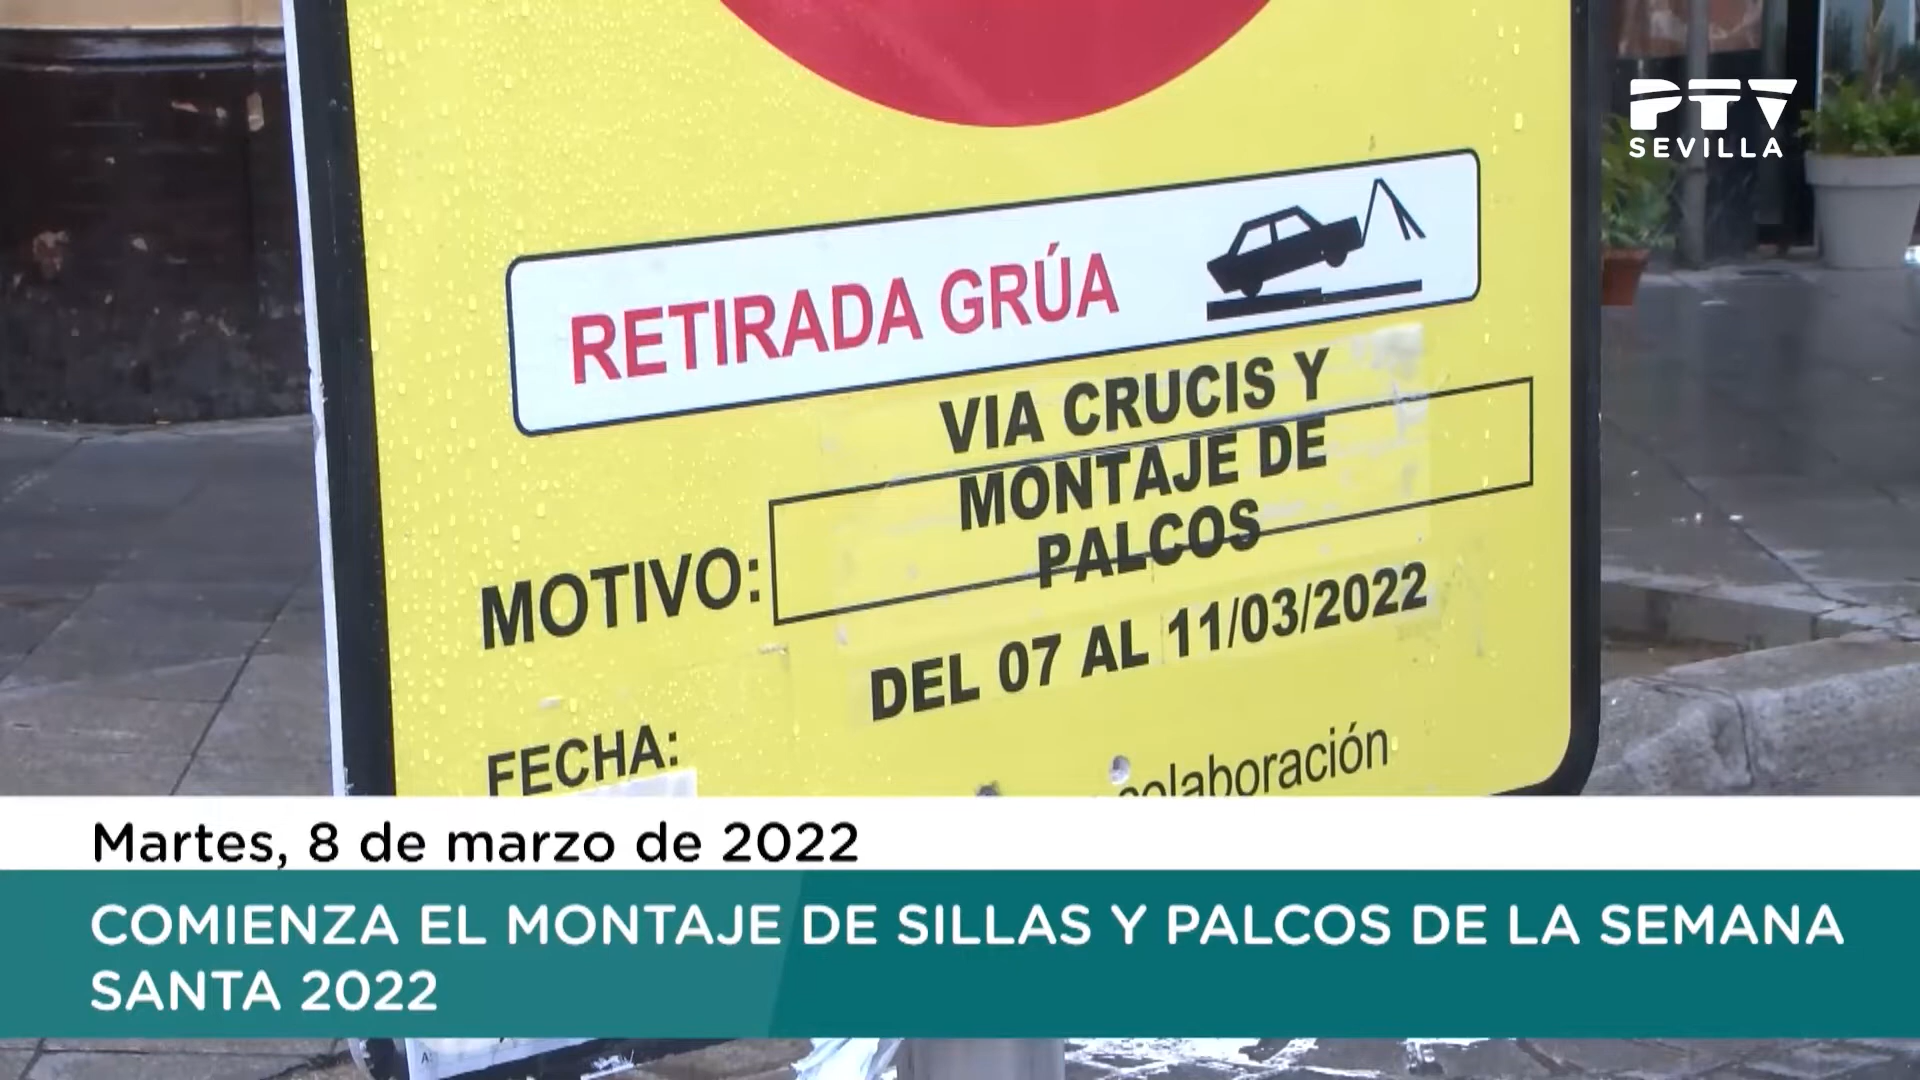 PTV
SEVILLA
RETIRADA GRÚA
VIA CRUCIS Y
MONTAJE DE
PALCOS
MOTIVO:
DEL 07 AL 11/03/2022
FECHA:
colaboración
Martes, 8 de marzo de 2022
COMIENZA EL MONTAJE DE SILLAS Y PALCOS DE LA SEMANA
SANTA 2022